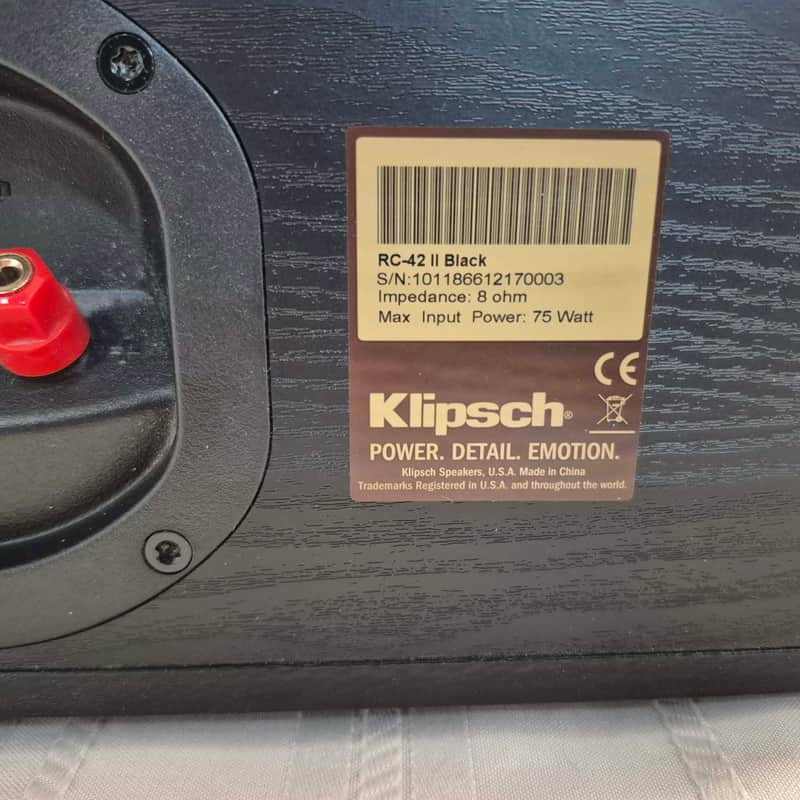 RC-42 II Black
S/N:101186612170003
Impedance: 8 ohm
Max Input Power: 75 Watt
CE
Klipsch®
POWER. DETAIL. EMOTION.
Klipsch Speakers, U.S.A. Made in China
Trademarks Registered in U.S.A. and throughout the world.